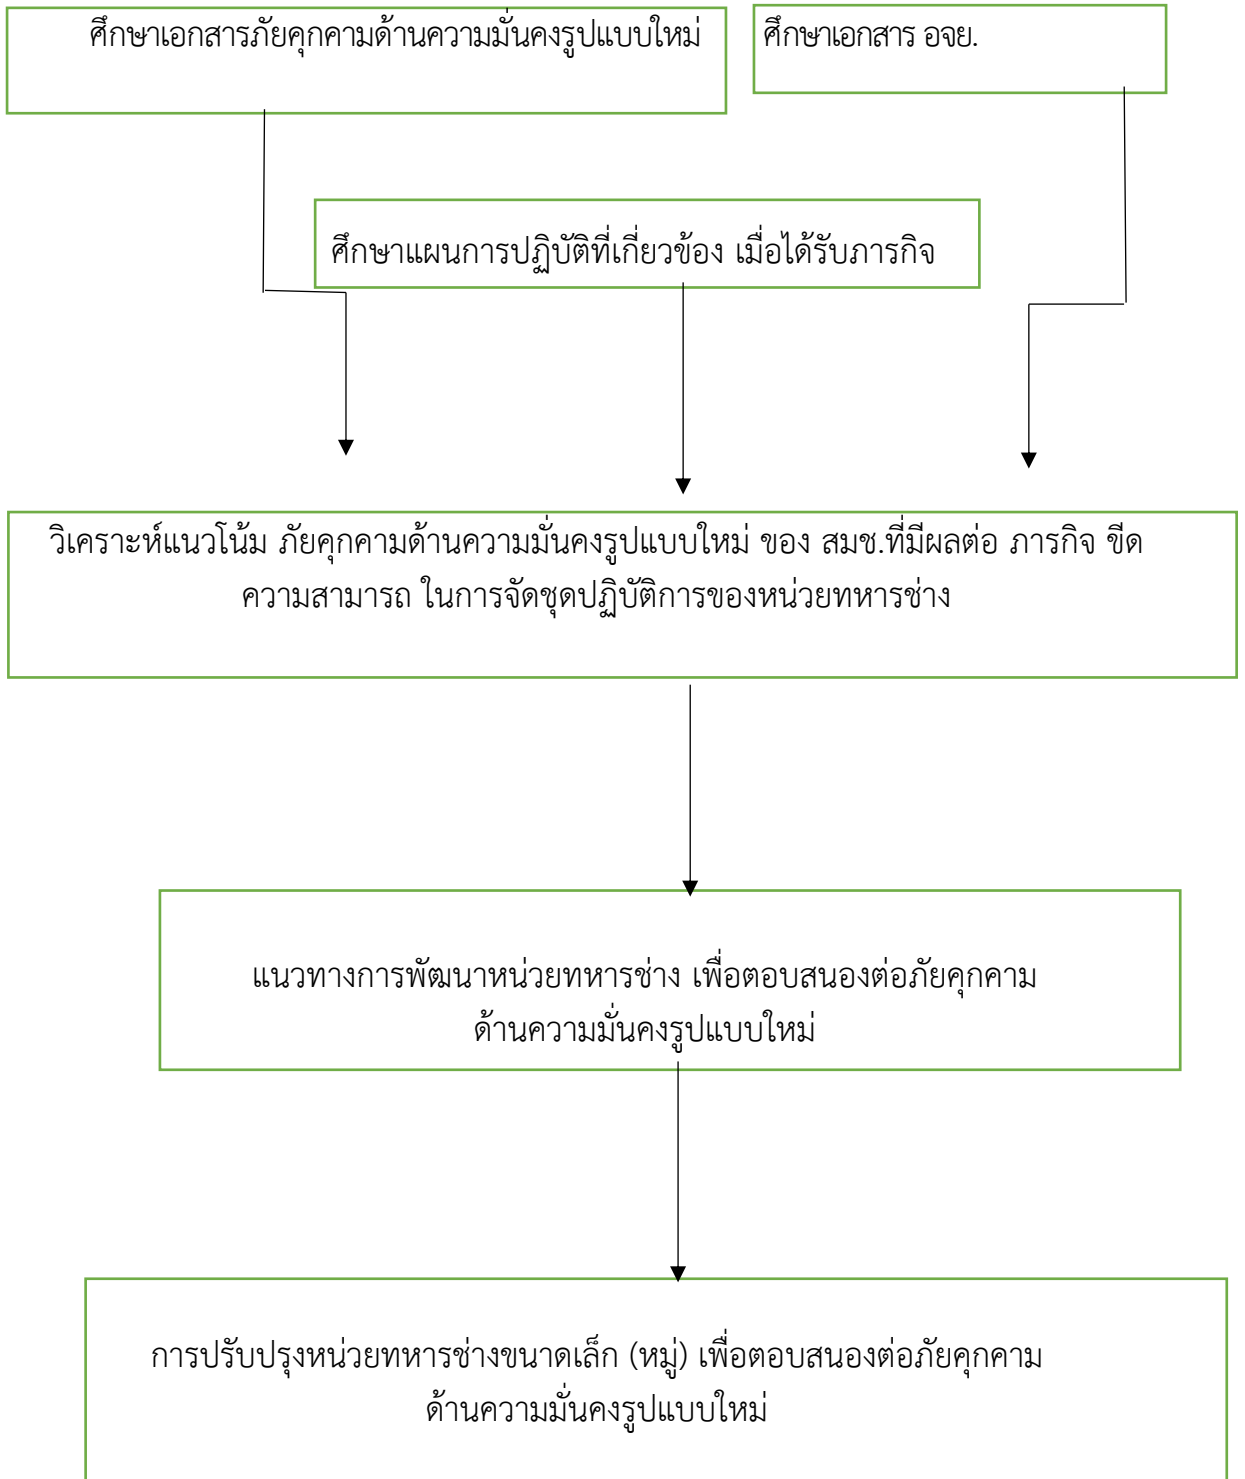 ศึกษาเอกสารภัยคุกคามด้านความมั่นคงรูปแบบใหม่
ศึกษาเอกสาร อจย.
ศึกษาแผนการปฏิบัติที่เกี่ยวข้อง เมื่อได้รับภารกิจ
วิเคราะห์แนวโน้ม ภัยคุกคามด้านความมั่นคงรูปแบบใหม่ ของ สมช.ที่มีผลต่อ ภารกิจ ขีด
ความสามารถ ในการจัดชุดปฏิบัติการของหน่วยทหารช่าง
แนวทางการพัฒนาหน่วยทหารช่าง เพื่อตอบสนองต่อภัยคุกคาม
ด้านความมั่นคงรูปแบบใหม่
การปรับปรุงหน่วยทหารช่างขนาดเล็ก (หมู่) เพื่อตอบสนองต่อภัยคุกคาม
ด้านความมั่นคงรูปแบบใหม่